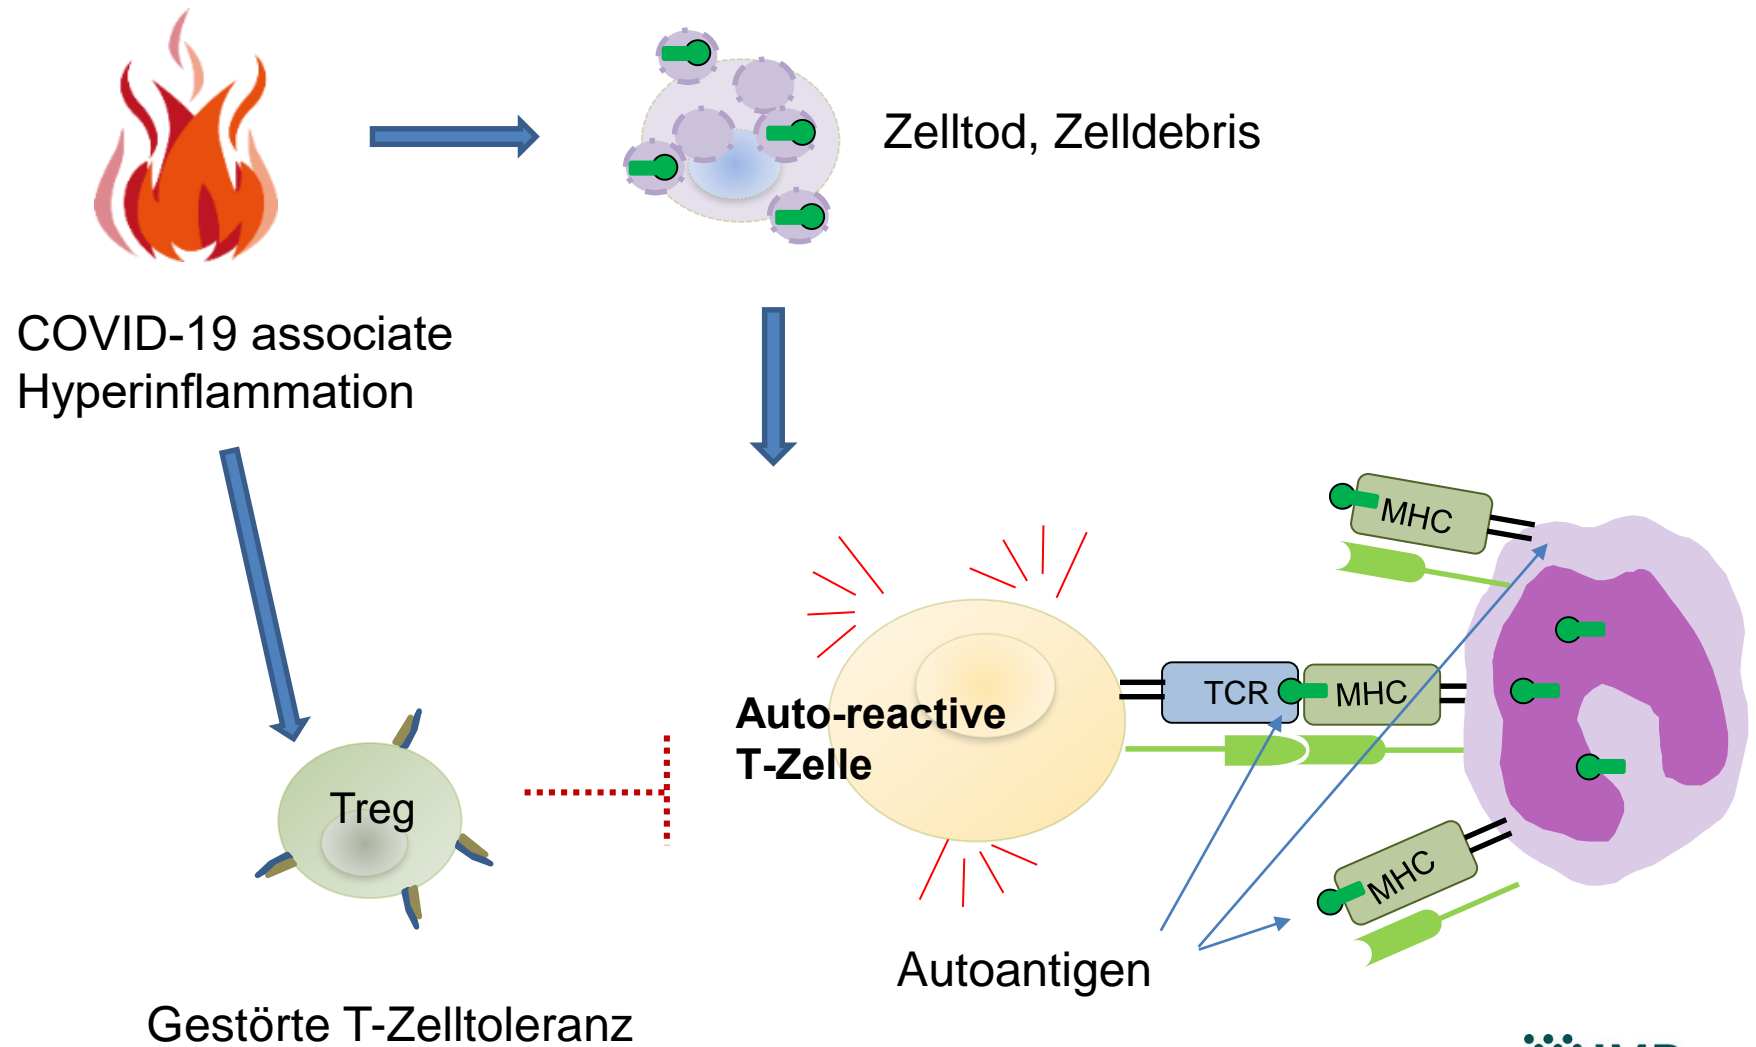 Zelltod, Zelldebris
COVID-19 associate
Hyperinflammation
MHC
TCR
MHC
Auto-reactive
T-Zelle
Treg
MHC
Autoantigen
Gestörte T-Zelltoleranz